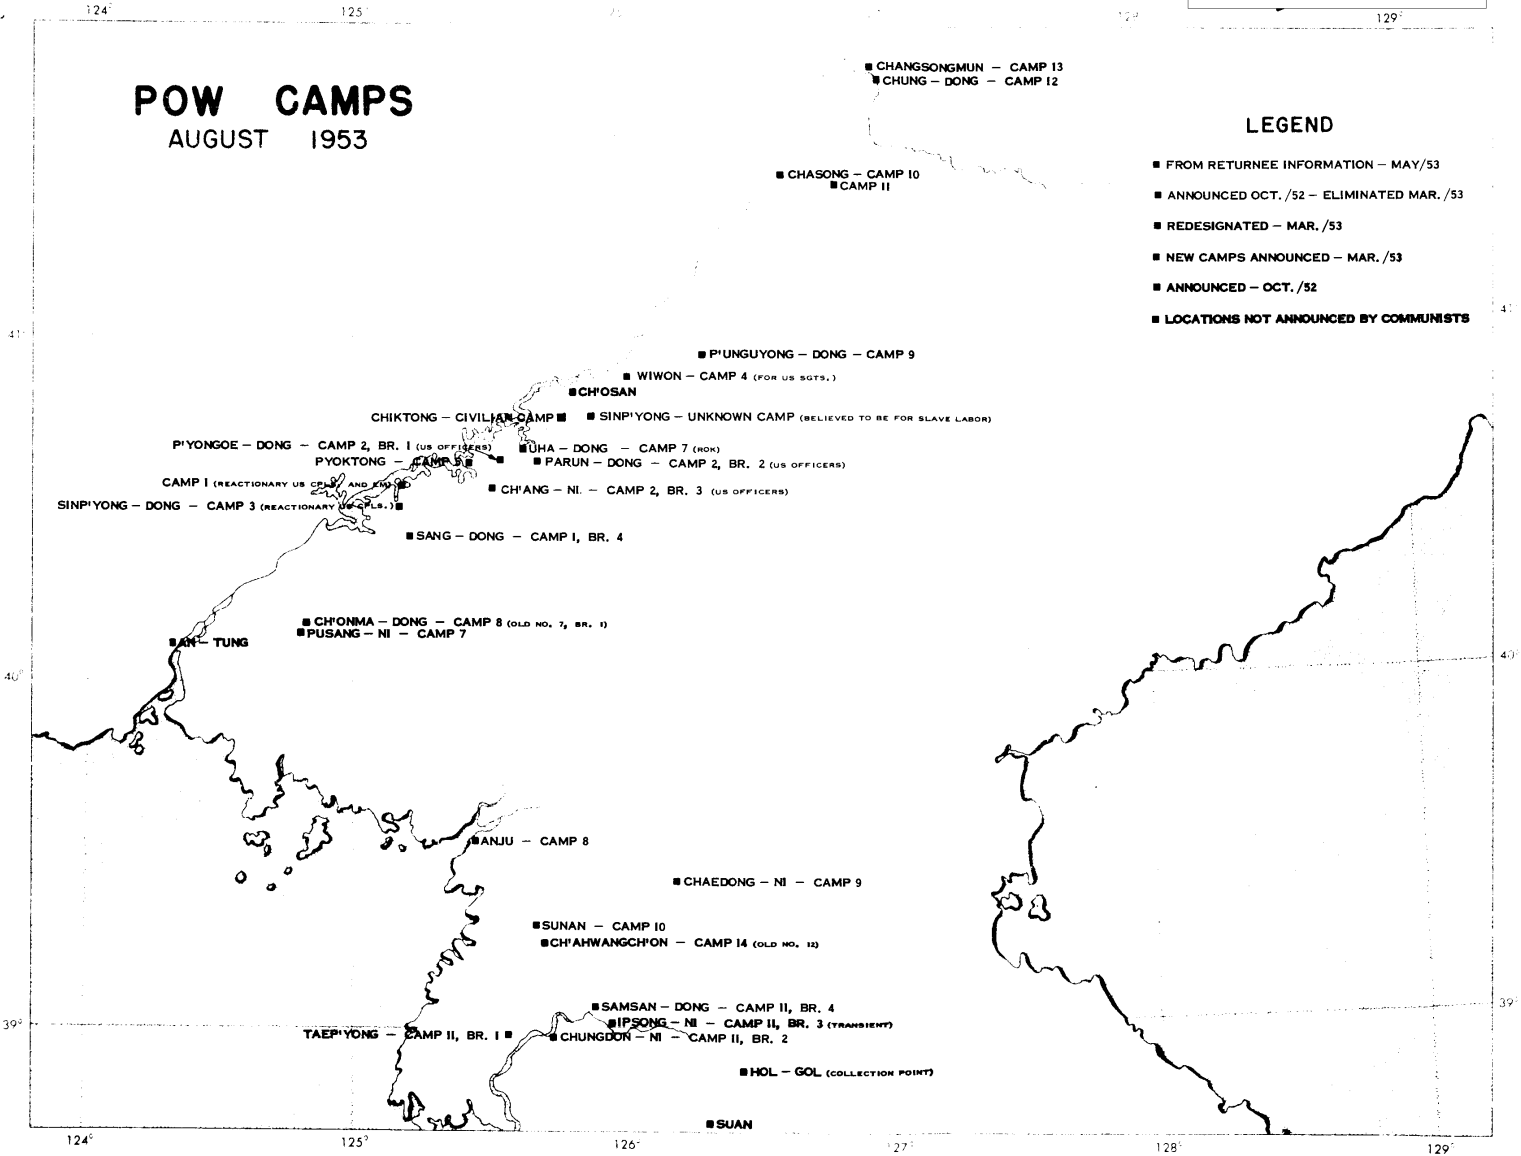 124° 125° 128° 129°
POW CAMPS
AUGUST 1953
CHANGSONGMUN – CAMP 13
CHUNG – DONG – CAMP 12
LEGEND
FROM RETURNEE INFORMATION – MAY/53
ANNOUNCED OCT./52 – ELIMINATED MAR./53
REDESIGNATED – MAR./53
NEW CAMPS ANNOUNCED – MAR./53
ANNOUNCED – OCT./52
LOCATIONS NOT ANNOUNCED BY COMMUNISTS
CHASONG – CAMP 10
CAMP 11
41° 41°
P'UNGUYONG – DONG – CAMP 9
WIWON – CAMP 4 (FOR US SGTS.)
CH'OSAN
CHIKTONG – CIVILIAN CAMP
SINP'YONG – UNKNOWN CAMP (BELIEVED TO BE FOR SLAVE LABOR)
P'YONGOE – DONG – CAMP 2, BR. 1 (US OFFICERS)
UHA – DONG – CAMP 7 (ROK)
PYOKTONG – CAMP 5
PARUN – DONG – CAMP 2, BR. 2 (US OFFICERS)
CAMP 1 (REACTIONARY US CPLS. AND EM)
CH'ANG – NI. – CAMP 2, BR. 3 (US OFFICERS)
SINP'YONG – DONG – CAMP 3 (REACTIONARY US CPLS.)
SANG – DONG – CAMP 1, BR. 4
CH'ONMA – DONG – CAMP 8 (OLD NO. 7, BR. 1)
PUSANG – NI – CAMP 7
AN – TUNG
40° 40°
ANJU – CAMP 8
CHAEDONG – NI – CAMP 9
SUNAN – CAMP 10
CH'AHWANGCH'ON – CAMP 14 (OLD NO. 12)
39° 39°
SAMSAN – DONG – CAMP 11, BR. 4
IPSONG – NI – CAMP 11, BR. 3 (TRANSIENT)
TAEP'YONG – CAMP 11, BR. 1
CHUNGDON – NI – CAMP 11, BR. 2
HOL – GOL (COLLECTION POINT)
SUAN
124° 125° 126° 127° 128° 129°